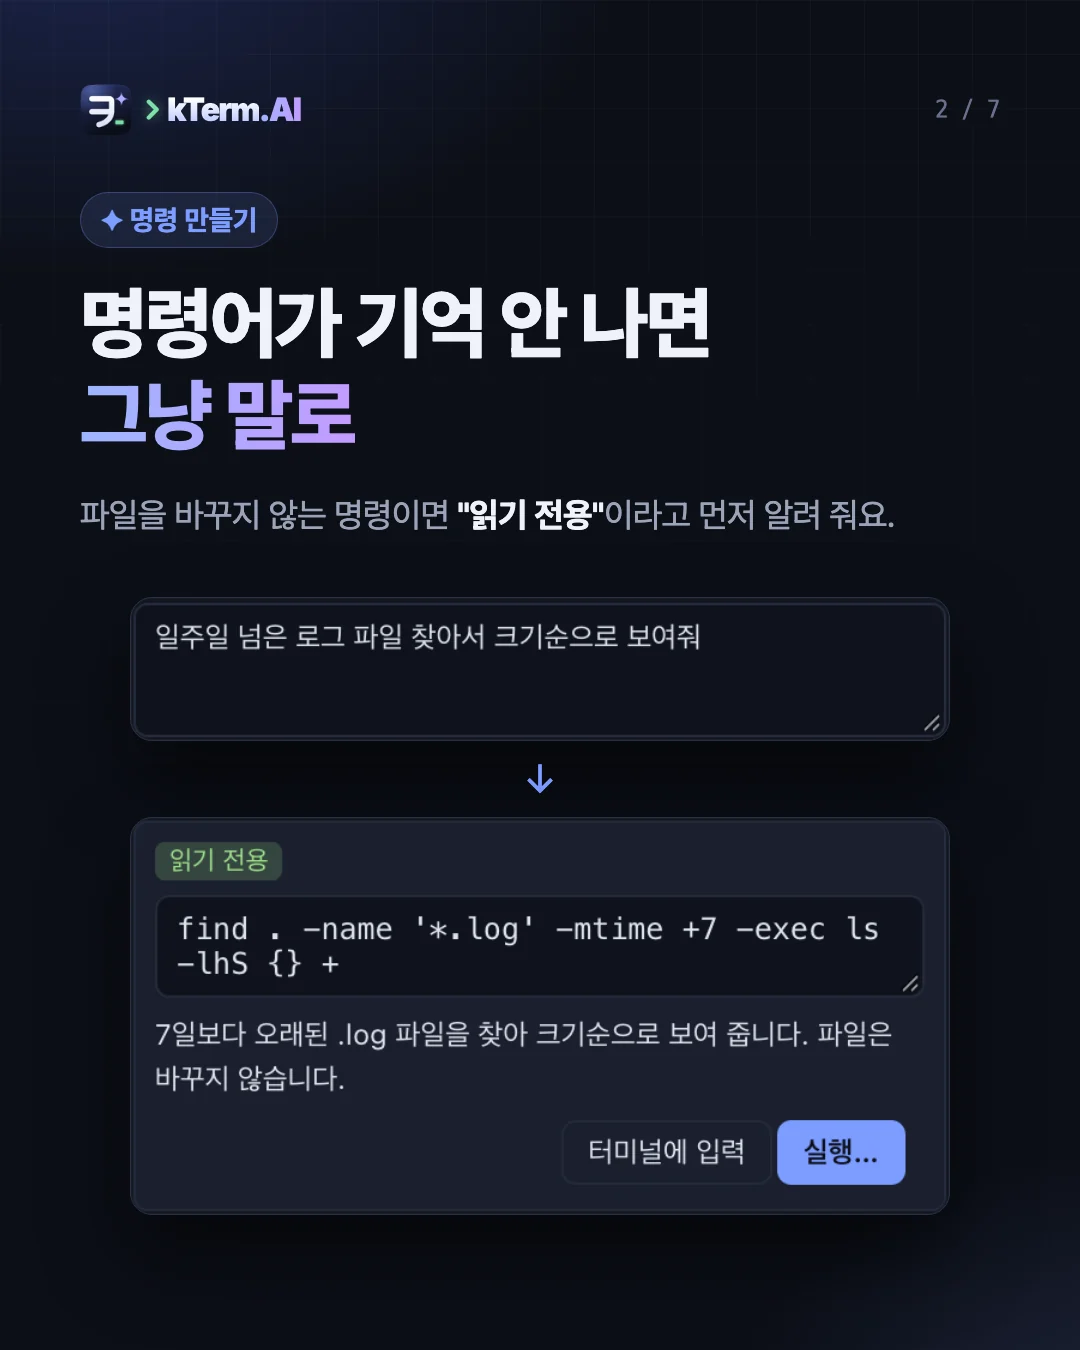 kTerm.AI
2 / 7
명령 만들기
명령어가 기억 안 나면
그냥 말로
파일을 바꾸지 않는 명령이면 "읽기 전용"이라고 먼저 알려 줘요.
일주일 넘은 로그 파일 찾아서 크기순으로 보여줘
읽기 전용
find . -name '*.log' -mtime +7 -exec ls
-lhS {} +
7일보다 오래된 .log 파일을 찾아 크기순으로 보여 줍니다. 파일은
바꾸지 않습니다.
터미널에 입력
실행...